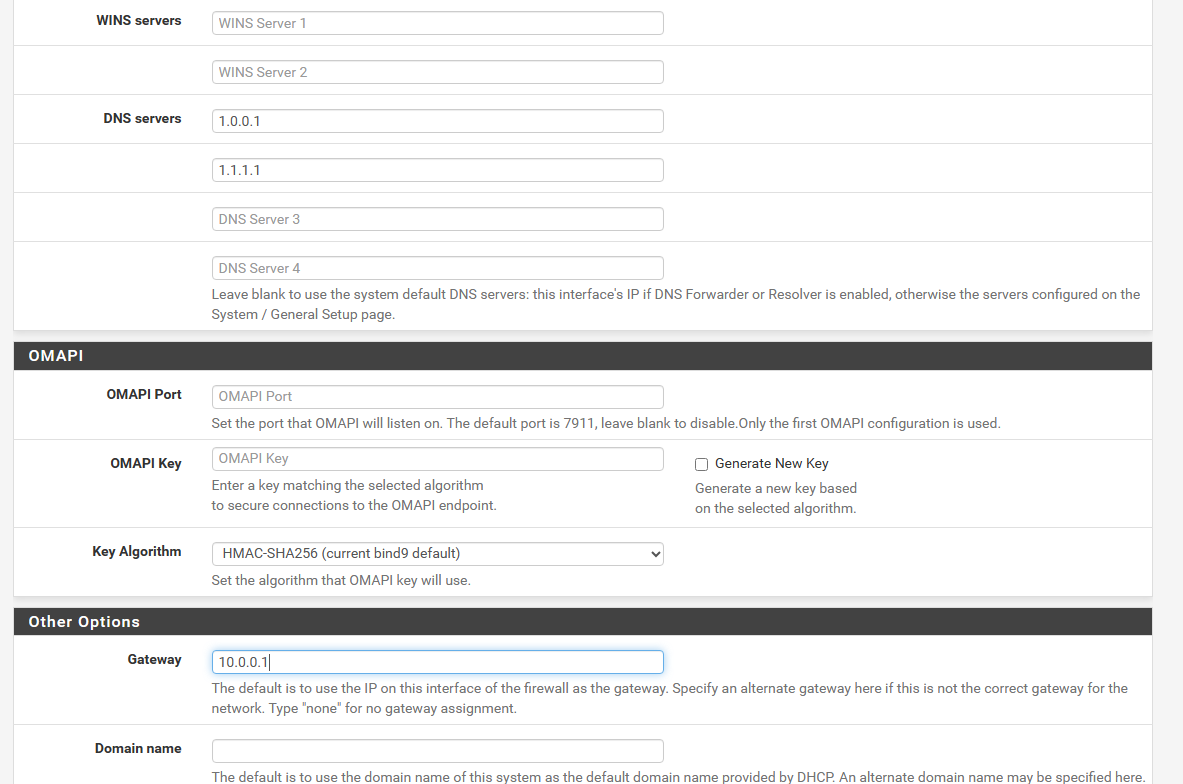 WINS servers
WINS Server 1
WINS Server 2
DNS servers
1.0.0.1
1.1.1.1
DNS Server 3
DNS Server 4
Leave blank to use the system default DNS servers: this interface's IP if DNS Forwarder or Resolver is enabled, otherwise the servers configured on the
System / General Setup page.
OMAPI
OMAPI Port
OMAPI Port
Set the port that OMAPI will listen on. The default port is 7911, leave blank to disable.Only the first OMAPI configuration is used.
OMAPI Key
OMAPI Key
Enter a key matching the selected algorithm
to secure connections to the OMAPI endpoint.
Generate New Key
Generate a new key based
on the selected algorithm.
Key Algorithm
HMAC-SHA256 (current bind9 default)
Set the algorithm that OMAPI key will use.
Other Options
Gateway
10.0.0.1
The default is to use the IP on this interface of the firewall as the gateway. Specify an alternate gateway here if this is not the correct gateway for the
network. Type "none" for no gateway assignment.
Domain name
The default is to use the domain name of this system as the default domain name provided by DHCP. An alternate domain name may be specified here.